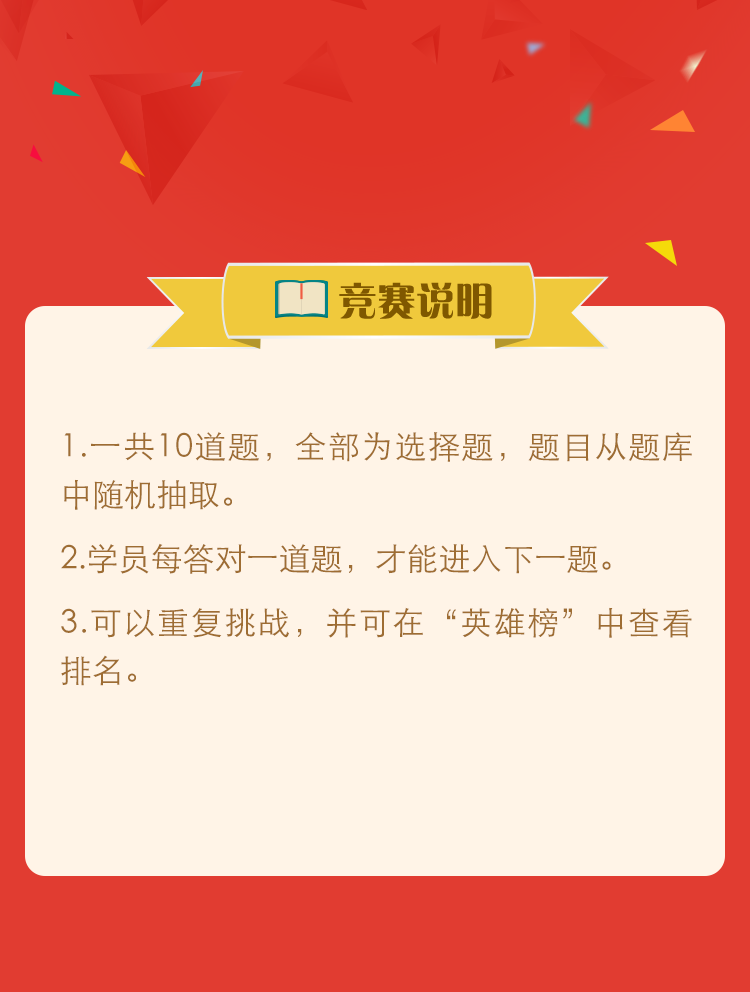 竞赛说明
1.一共10道题，全部为选择题，题目从题库
中随机抽取。
2.学员每答对一道题，才能进入下一题。
3.可以重复挑战，并可在“英雄榜”中查看
排名。